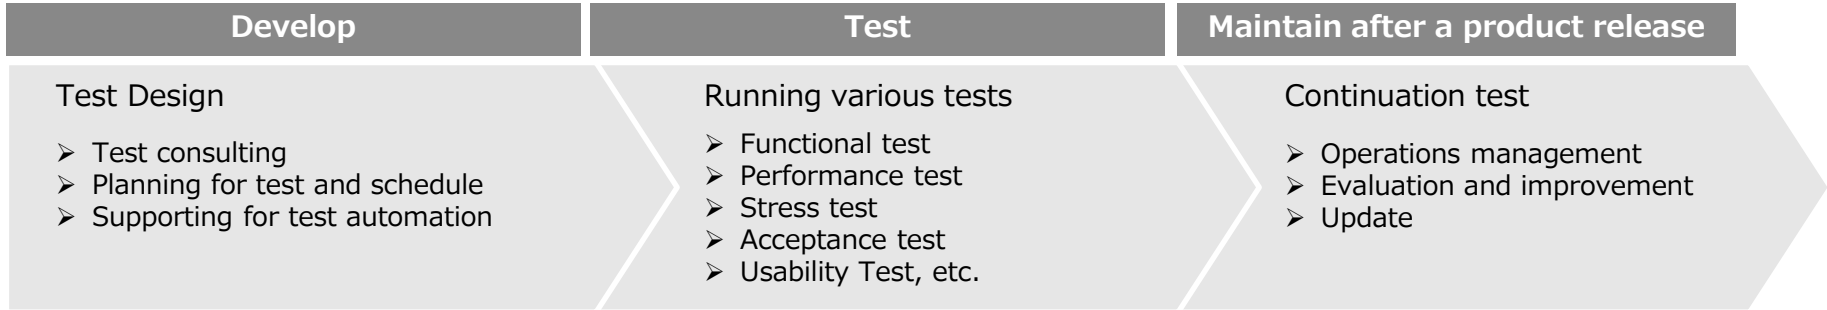 Develop
Test Design
➢ Test consulting
➢ Planning for test and schedule
➢ Supporting for test automation
Test
Running various tests
➢ Functional test
➢ Performance test
➢ Stress test
➢ Acceptance test
➢ Usability Test, etc.
Maintain after a product release
Continuation test
➢ Operations management
➢ Evaluation and improvement
➢ Update